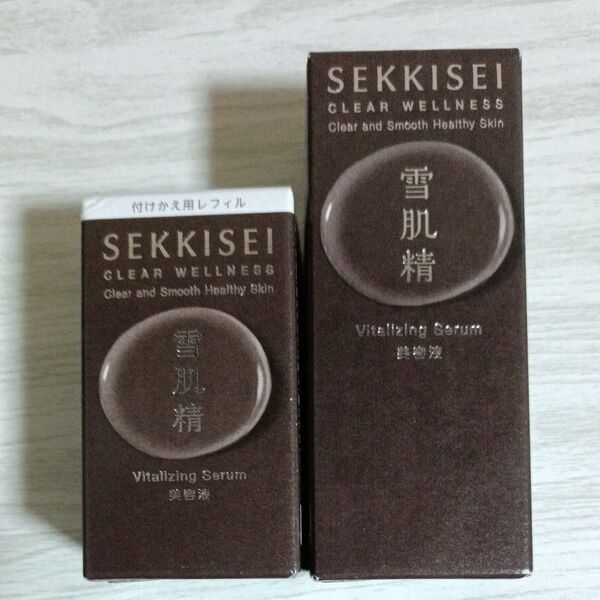 付けかえ用レフィル
SEKKISEI
CLEAR WELLNESS
Clear and Smooth Healthy Skin
雪肌精
Vitalizing Serum
美容液
SEKKISEI
CLEAR WELLNESS
Clear and Smooth Healthy Skin
雪肌精
Vitalizing Serum
美容液